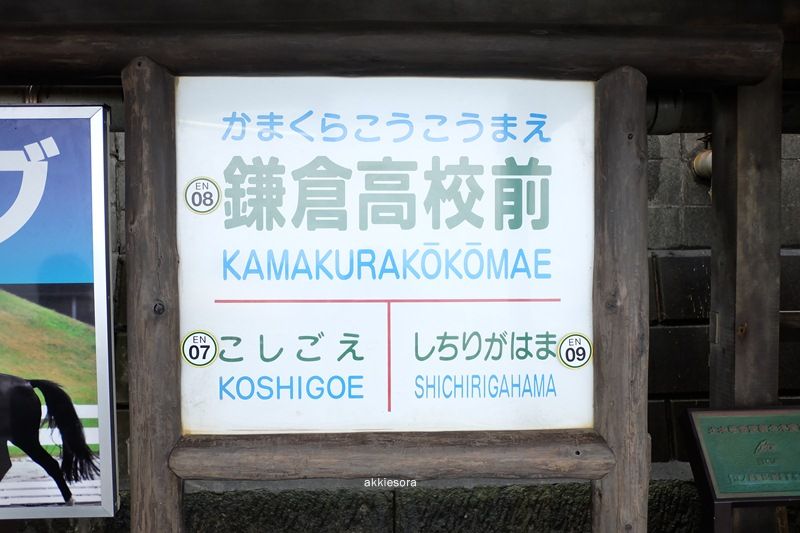 かまくらこうこうまえ
EN
08
鎌倉高校前
KAMAKURAKŌKŌMAE
EN
07
こしごえ
KOSHIGOE
しちりがはま
EN
09
SHICHIRIGAHAMA
akkiesora